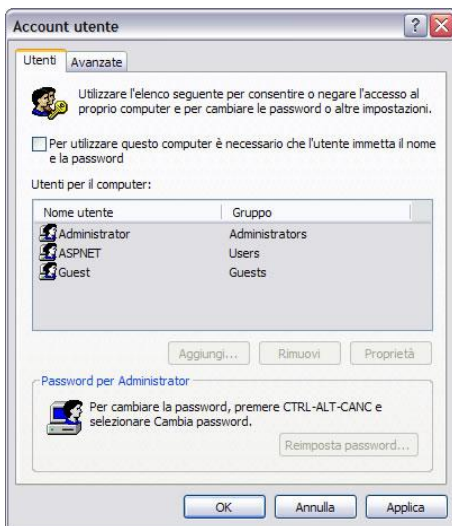 Account utente
Utenti
Avanzate
Utilizzare l'elenco seguente per consentire o negare l'accesso al
proprio computer e per cambiare le password o altre impostazioni.
Per utilizzare questo computer è necessario che l'utente immetta il nome
e la password
Utenti per il computer:
Nome utente Gruppo
Administrator Administrators
ASPNET Users
Guest Guests
Aggiungi... Rimuovi Proprietà
Password per Administrator
Per cambiare la password, premere CTRL-ALT-CANC e
selezionare Cambia password.
Reimposta password...
OK Annulla Applica